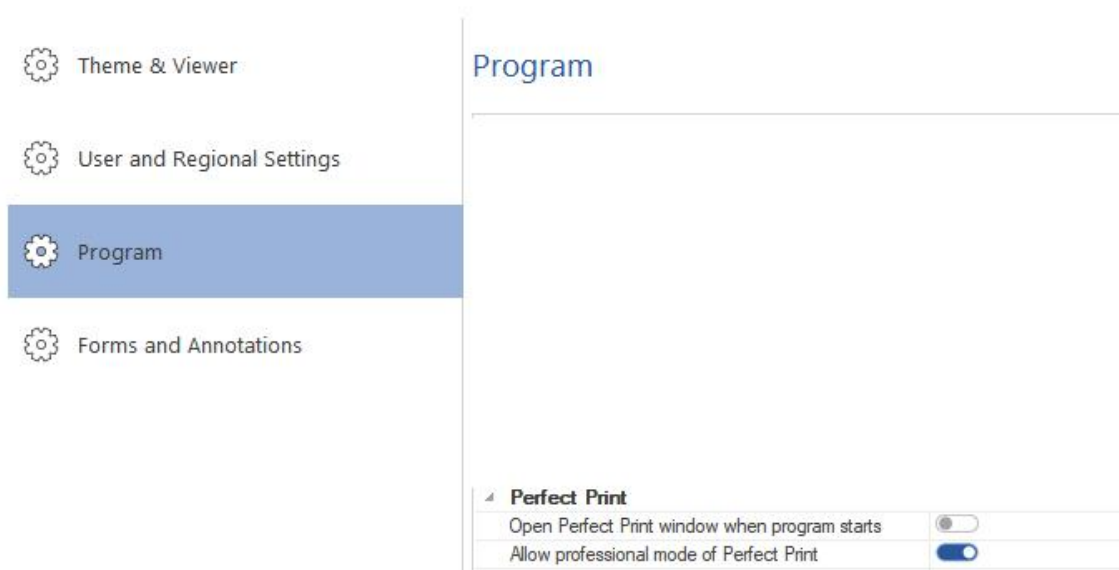 Theme & Viewer
Program
User and Regional Settings
Program
Forms and Annotations
Perfect Print
Open Perfect Print window when program starts
Allow professional mode of Perfect Print